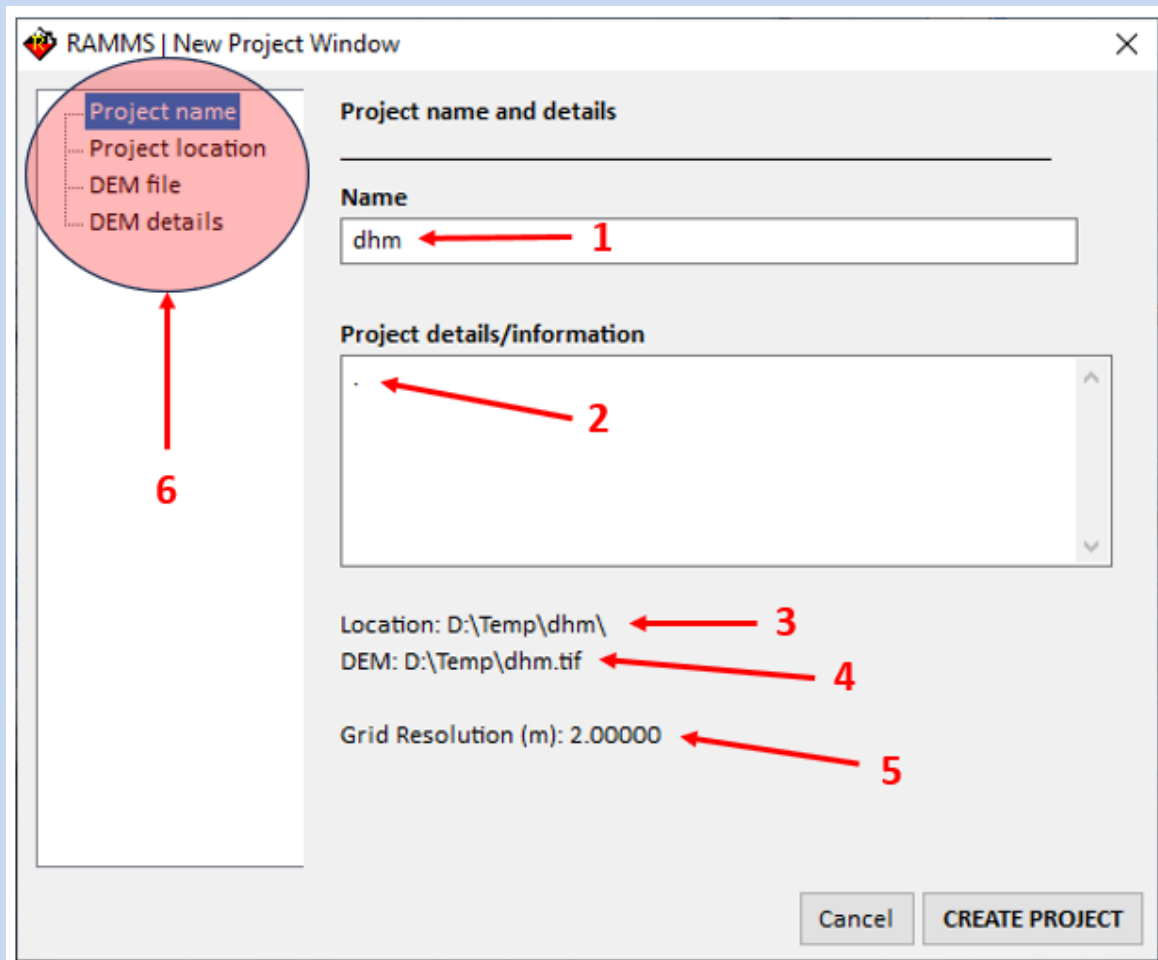 RAMMS | New Project Window
Project name
Project location
DEM file
DEM details
6
Project name and details
Name
dhm
1
Project details/information
.
2
Location: D:\Temp\dhm\
3
DEM: D:\Temp\dhm.tif
4
Grid Resolution (m): 2.00000
5
Cancel
CREATE PROJECT